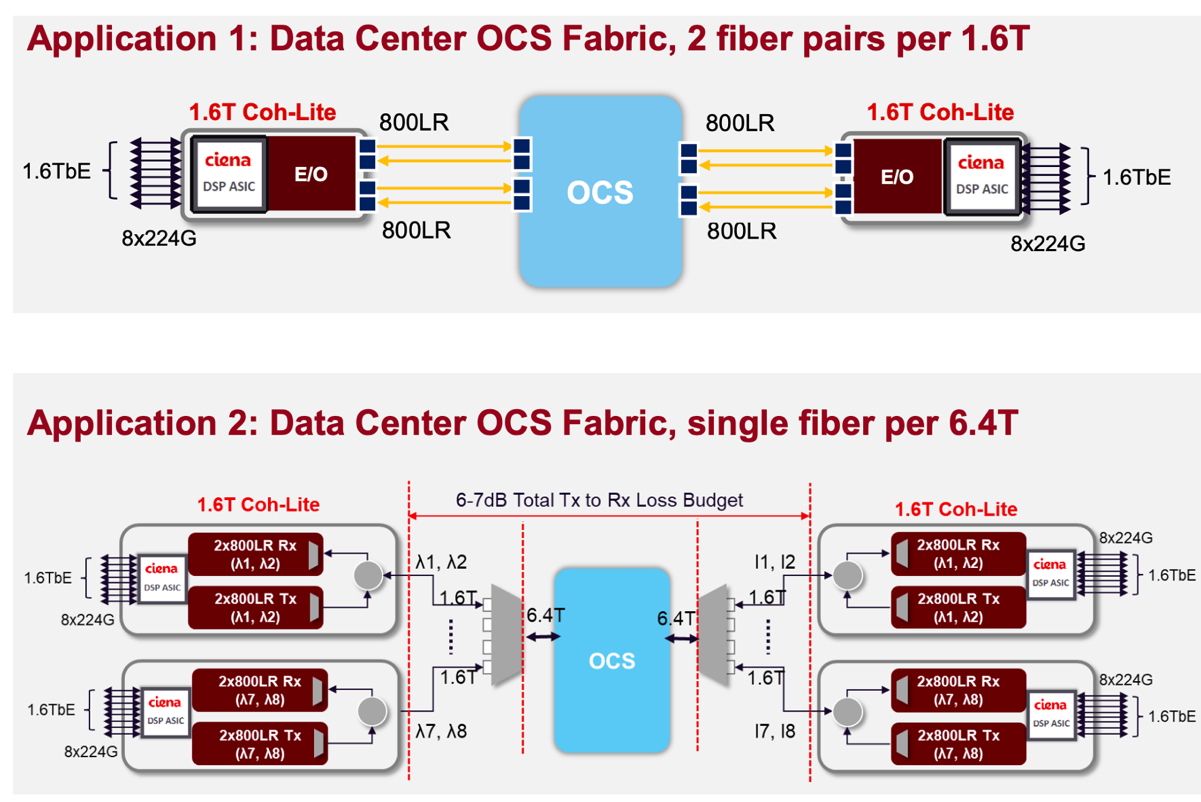 Application 1: Data Center OCS Fabric, 2 fiber pairs per 1.6T
1.6T Coh-Lite
1.6T Coh-Lite
800LR
800LR
1.6TbE
ciena
DSP ASIC
E/O
OCS
E/O
ciena
DSP ASIC
1.6TbE
8x224G
800LR
800LR
8x224G
Application 2: Data Center OCS Fabric, single fiber per 6.4T
6-7dB Total Tx to Rx Loss Budget
1.6T Coh-Lite
1.6T Coh-Lite
2x800LR Rx
(λ1, λ2)
λ1, λ2
l1, l2
2x800LR Rx
(λ1, λ2)
8x224G
1.6TbE
ciena
DSP ASIC
ciena
DSP ASIC
1.6TbE
8x224G
2x800LR Tx
(λ1, λ2)
1.6T
6.4T
6.4T
1.6T
2x800LR Tx
(λ1, λ2)
OCS
2x800LR Rx
(λ7, λ8)
1.6T
1.6T
2x800LR Rx
(λ7, λ8)
8x224G
1.6TbE
ciena
DSP ASIC
ciena
DSP ASIC
1.6TbE
8x224G
2x800LR Tx
(λ7, λ8)
λ7, λ8
l7, l8
2x800LR Tx
(λ7, λ8)